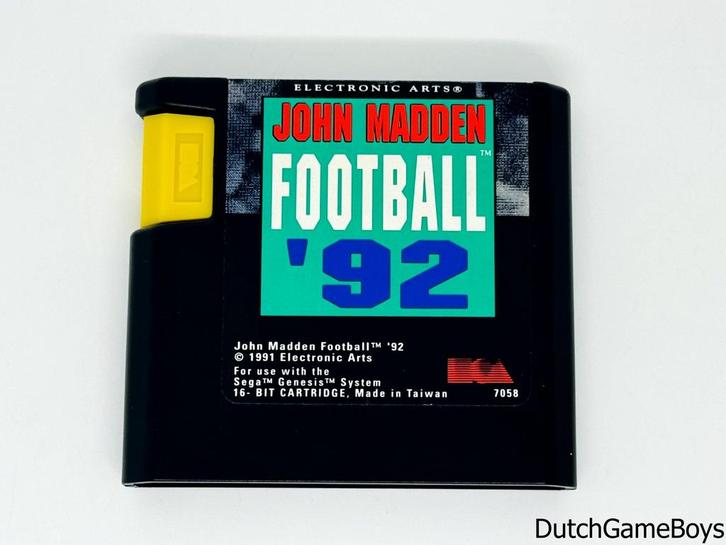 ELECTRONIC ARTS®
JOHN MADDEN
FOOTBALL™
'92
John Madden Football™ '92
© 1991 Electronic Arts
For use with the
Sega™ Genesis™ System
16- BIT CARTRIDGE, Made in Taiwan
EA
7058
DutchGameBoys